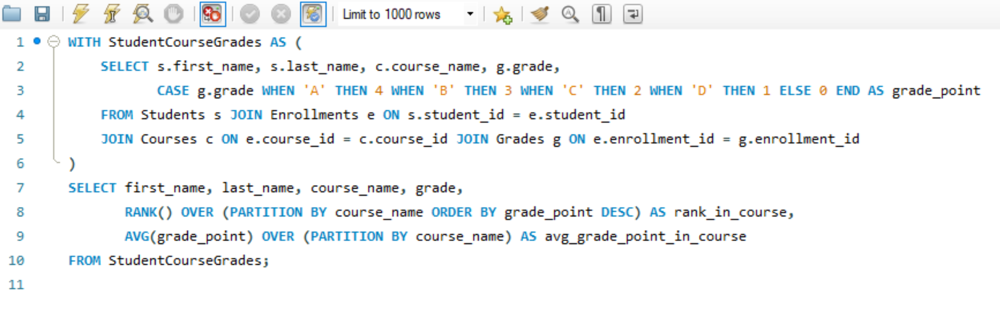 Limit to 1000 rows
1 WITH StudentCourseGrades AS (
2 SELECT s.first_name, s.last_name, c.course_name, g.grade,
3 CASE g.grade WHEN 'A' THEN 4 WHEN 'B' THEN 3 WHEN 'C' THEN 2 WHEN 'D' THEN 1 ELSE 0 END AS grade_point
4 FROM Students s JOIN Enrollments e ON s.student_id = e.student_id
5 JOIN Courses c ON e.course_id = c.course_id JOIN Grades g ON e.enrollment_id = g.enrollment_id
6 )
7 SELECT first_name, last_name, course_name, grade,
8 RANK() OVER (PARTITION BY course_name ORDER BY grade_point DESC) AS rank_in_course,
9 AVG(grade_point) OVER (PARTITION BY course_name) AS avg_grade_point_in_course
10 FROM StudentCourseGrades;
11